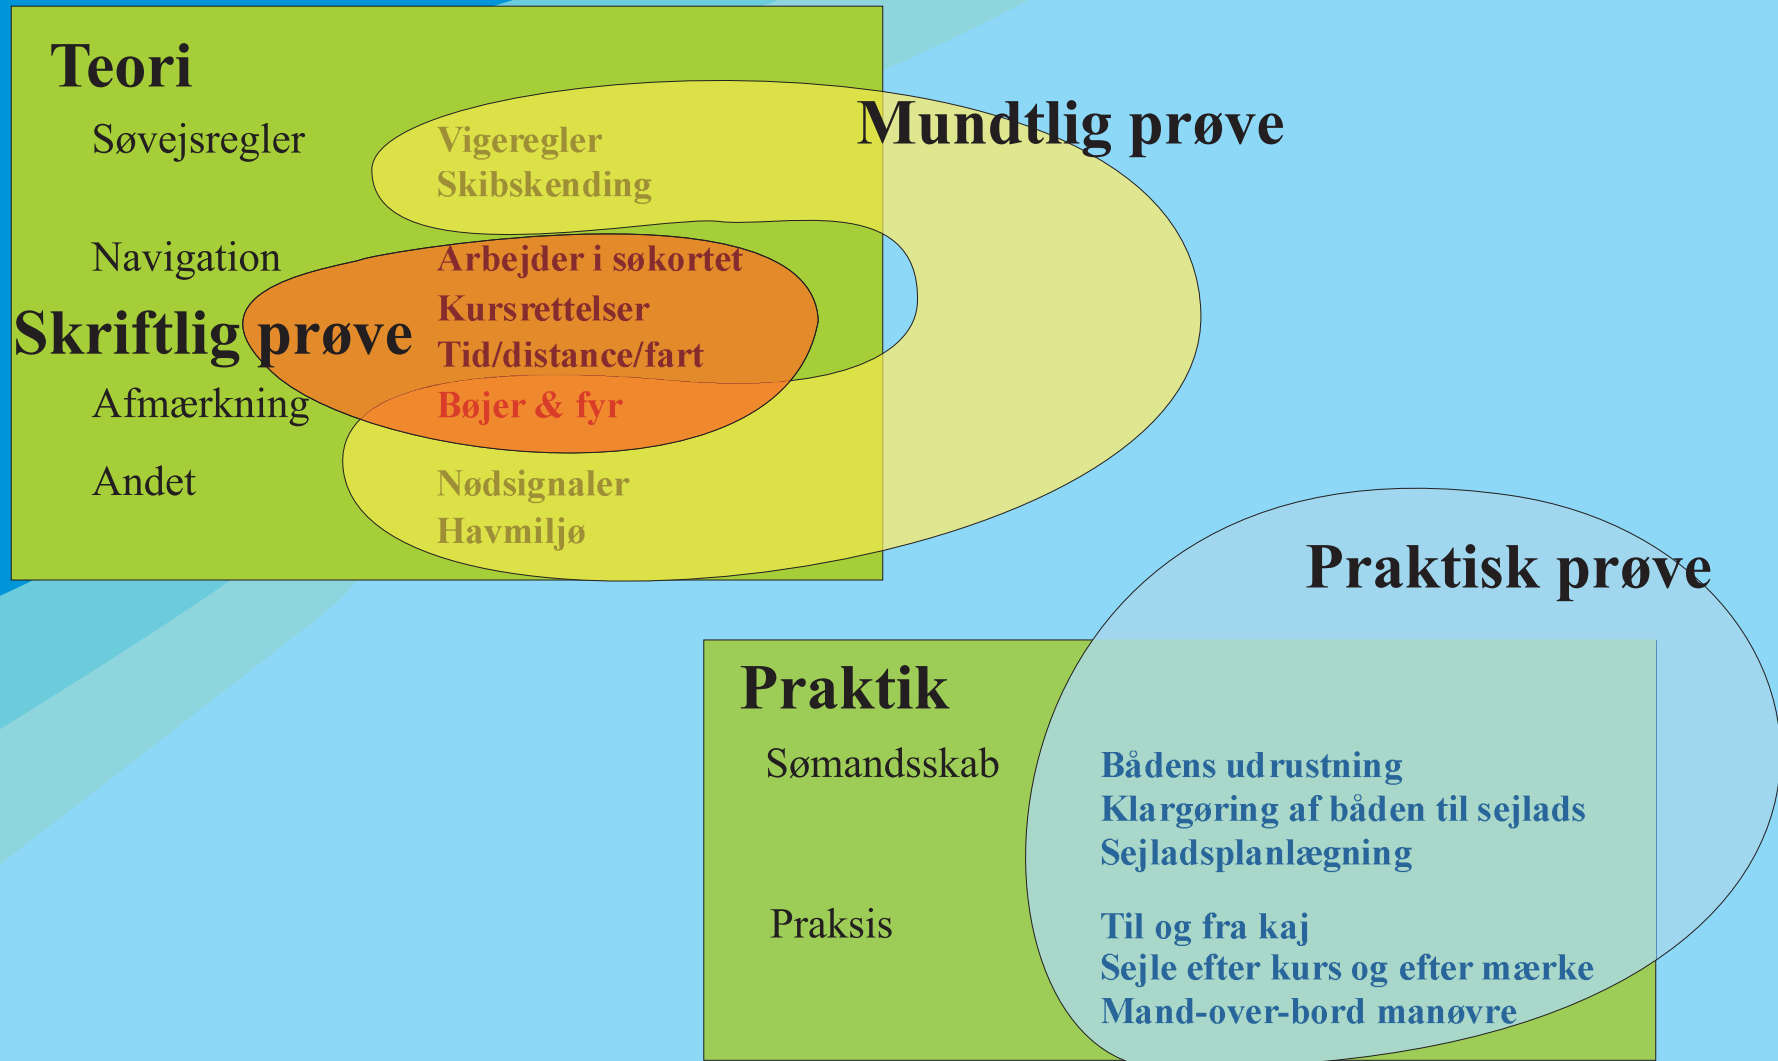 Teori
Mundtlig prøve
Søvejsregler
Vigeregler
Skibskending
Navigation
Arbejder i søkortet
Kursrettelser
Skriftlig prøve
Tid/distance/fart
Afmærkning
Bøjer & fyr
Andet
Nødsignaler
Havmiljø
Praktisk prøve
Praktik
Sømandsskab
Bådens udrustning
Klargøring af båden til sejlads
Sejladsplanlægning
Praksis
Til og fra kaj
Sejle efter kurs og efter mærke
Mand-over-bord manøvre